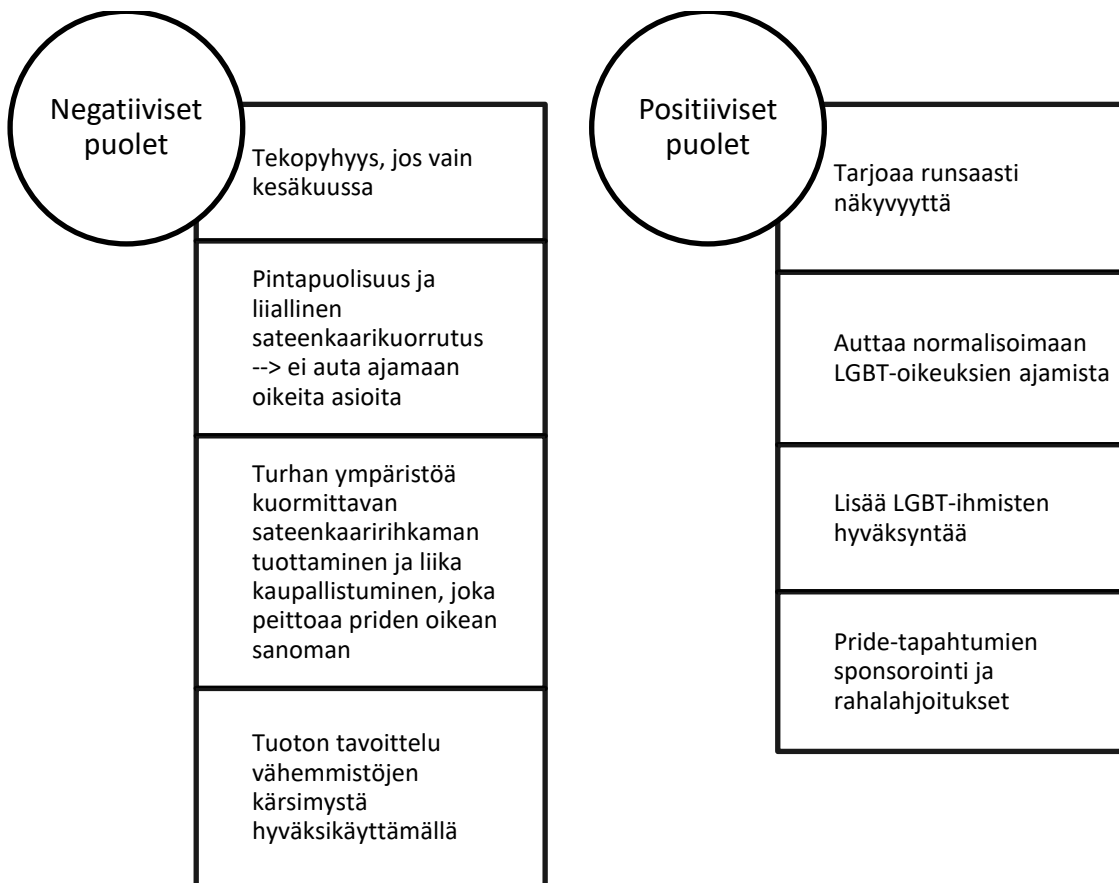 Negatiiviset
puolet
Tekopyhyys, jos vain
kesäkuussa
Pintapuolisuus ja
liiallinen
sateenkaarikuorrutus
--> ei auta ajamaan
oikeita asioita
Turhan ympäristöä
kuormittavan
sateenkaaririhkaman
tuottaminen ja liika
kaupallistuminen, joka
peittoaa priden oikean
sanoman
Tuoton tavoittelu
vähemmistöjen
kärsimystä
hyväksikäyttämällä
Positiiviset
puolet
Tarjoaa runsaasti
näkyvyyttä
Auttaa normalisoimaan
LGBT-oikeuksien ajamista
Lisää LGBT-ihmisten
hyväksyntää
Pride-tapahtumien
sponsorointi ja
rahalahjoitukset